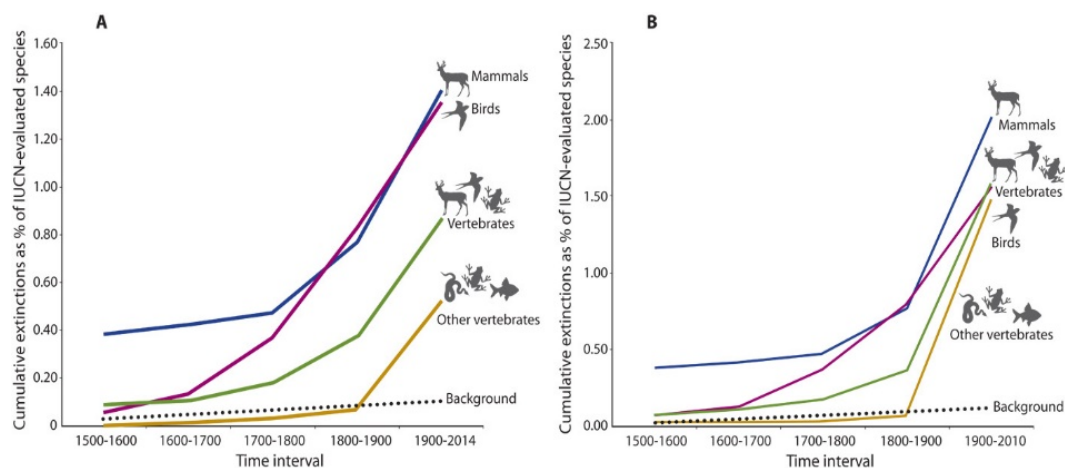 A
Cumulative extinctions as % of IUCN-evaluated species
1.60
1.40
1.20
1.00
0.80
0.60
0.40
0.20
0
Mammals
Birds
Vertebrates
Other vertebrates
Background
1500-1600
1600-1700
1700-1800
1800-1900
1900-2014
Time interval
B
Cumulative extinctions as % of IUCN-evaluated species
2.50
2.00
1.50
1.00
0.50
0.00
Mammals
Vertebrates
Birds
Other vertebrates
Background
1500-1600
1600-1700
1700-1800
1800-1900
1900-2010
Time interval